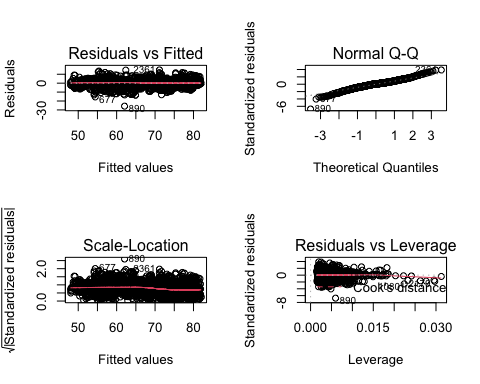 Residuals vs Fitted
Residuals
0
-30
2361
677
890
50 60 70 80
Fitted values
Normal Q-Q
Standardized residuals
0
-6
890
-3 -1 1 2 3
Theoretical Quantiles
Scale-Location
√|Standardized residuals|
2.0
0.0
890
677
2361
50 60 70 80
Fitted values
Residuals vs Leverage
Standardized residuals
0
-8
Cook's distance
890
0.000 0.015 0.030
Leverage